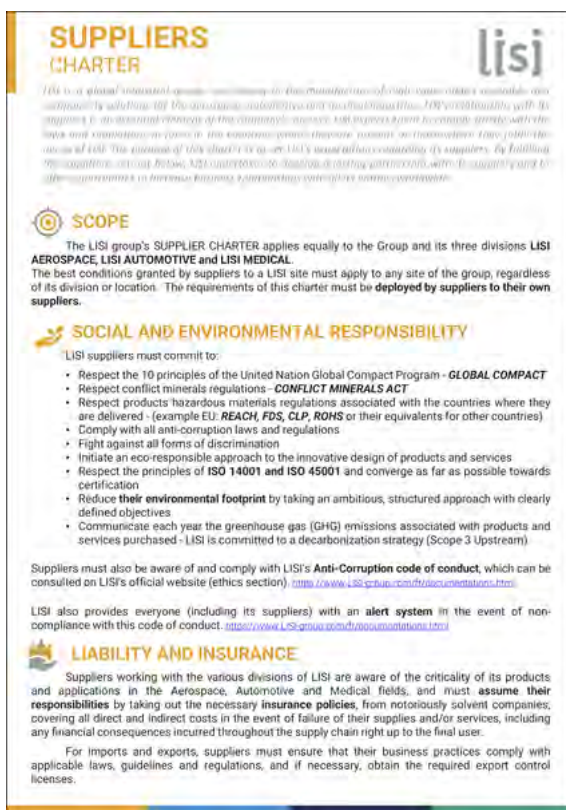 SUPPLIERS
CHARTER
lisi
SCOPE
The LISI group's SUPPLIER CHARTER applies equally to the Group and its three divisions LISI
AEROSPACE, LISI AUTOMOTIVE and LISI MEDICAL.
The best conditions granted by suppliers to a LISI site must apply to any site of the group, regardless
of its division or location. The requirements of this charter must be deployed by suppliers to their own
suppliers.
SOCIAL AND ENVIRONMENTAL RESPONSIBILITY
LISI suppliers must commit to:
• Respect the 10 principles of the United Nation Global Compact Program - GLOBAL COMPACT
• Respect conflict minerals regulations - CONFLICT MINERALS ACT
• Respect products hazardous materials regulations associated with the countries where they
are delivered - (example EU: REACH, FDS, CLP, ROHS or their equivalents for other countries)
• Comply with all anti-corruption laws and regulations
• Fight against all forms of discrimination
• Initiate an eco-responsible approach to the innovative design of products and services
• Respect the principles of ISO 14001 and ISO 45001 and converge as far as possible towards
certification
• Reduce their environmental footprint by taking an ambitious, structured approach with clearly
defined objectives
• Communicate each year the greenhouse gas (GHG) emissions associated with products and
services purchased - LISI is committed to a decarbonization strategy (Scope 3 Upstream)
Suppliers must also be aware of and comply with LISI's Anti-Corruption code of conduct, which can be
consulted on LISI's official website (ethics section). https://www.LISI-group.com/fr/documentations.html
LISI also provides everyone (including its suppliers) with an alert system in the event of non-
compliance with this code of conduct. https://www.LISI-group.com/fr/documentations.html
LIABILITY AND INSURANCE
Suppliers working with the various divisions of LISI are aware of the criticality of its products
and applications in the Aerospace, Automotive and Medical fields, and must assume their
responsibilities by taking out the necessary insurance policies, from notoriously solvent companies,
covering all direct and indirect costs in the event of failure of their supplies and/or services, including
any financial consequences incurred throughout the supply chain right up to the final user.
For imports and exports, suppliers must ensure that their business practices comply with
applicable laws, guidelines and regulations, and if necessary, obtain the required export control
licenses.